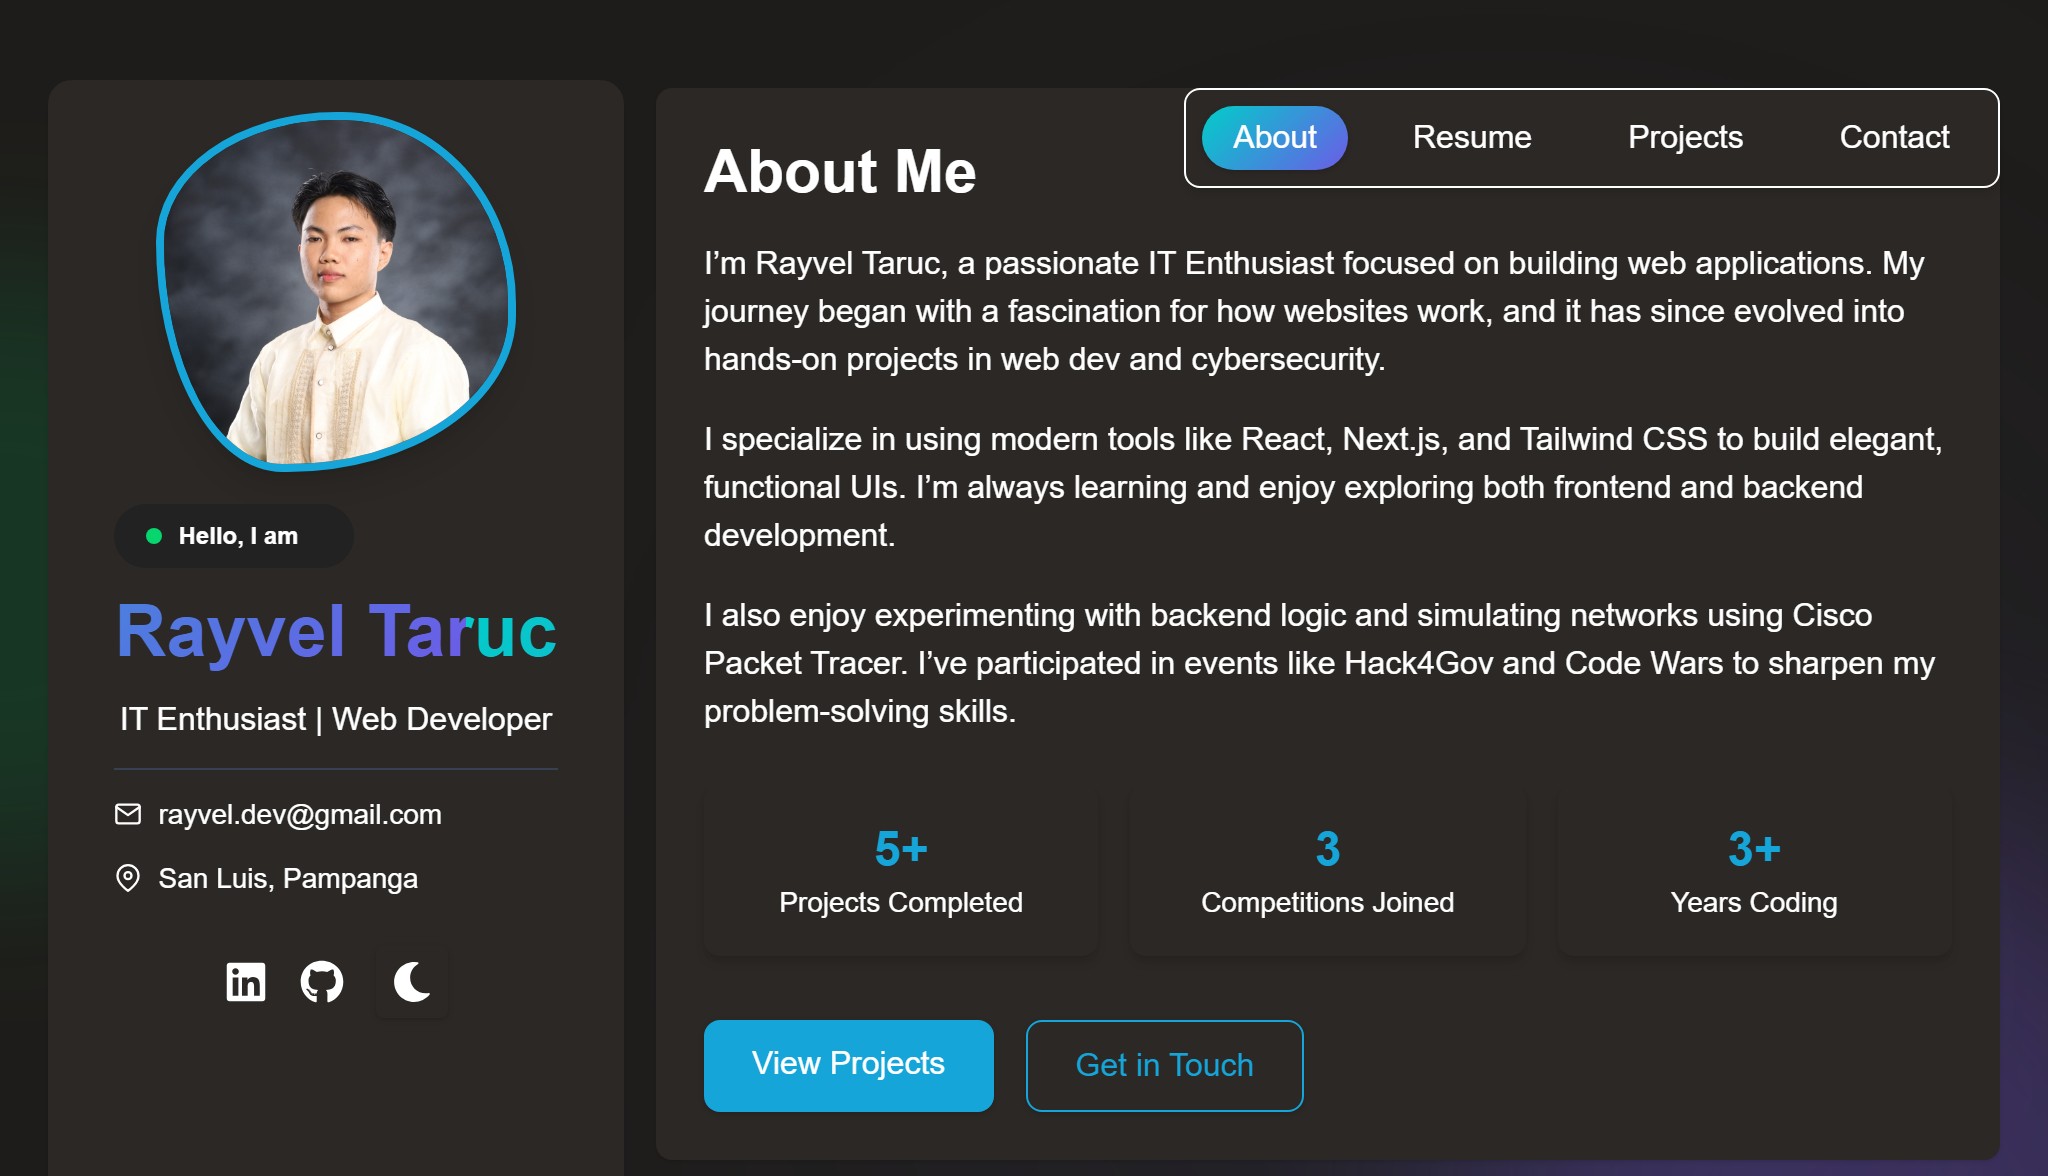 Hello, I am
Rayvel Taruc
IT Enthusiast | Web Developer
rayvel.dev@gmail.com
San Luis, Pampanga
in
About
Resume
Projects
Contact
About Me
I’m Rayvel Taruc, a passionate IT Enthusiast focused on building web applications. My
journey began with a fascination for how websites work, and it has since evolved into
hands-on projects in web dev and cybersecurity.
I specialize in using modern tools like React, Next.js, and Tailwind CSS to build elegant,
functional UIs. I’m always learning and enjoy exploring both frontend and backend
development.
I also enjoy experimenting with backend logic and simulating networks using Cisco
Packet Tracer. I’ve participated in events like Hack4Gov and Code Wars to sharpen my
problem-solving skills.
5+
Projects Completed
3
Competitions Joined
3+
Years Coding
View Projects
Get in Touch